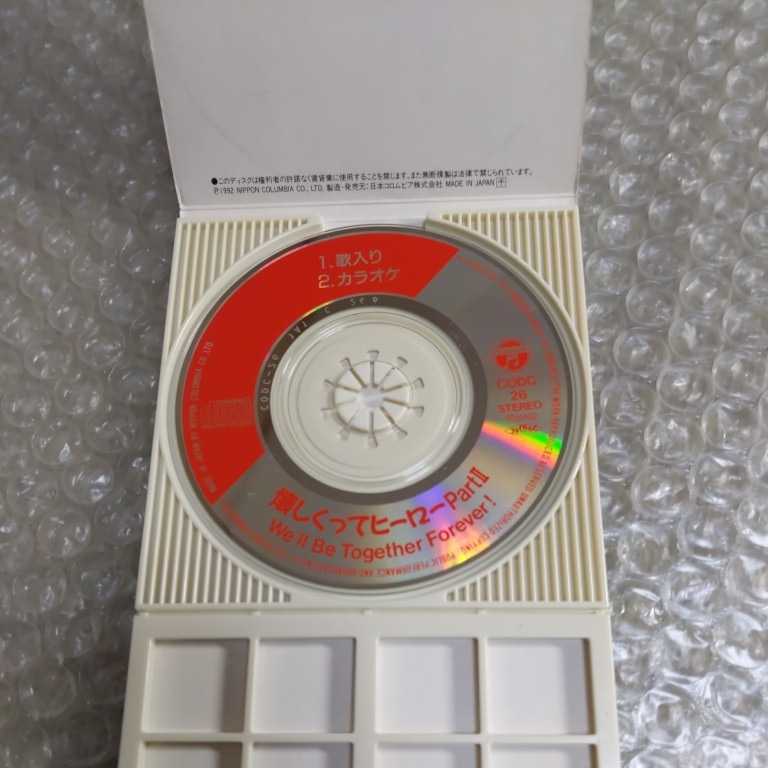 ●このディスクは権利者の許諾なく賃貸業に使用することを禁じます。また無断複製は法律で禁じられています。
Ⓟ1992 NIPPON COLUMBIA CO., LTD. 製造・発売元:日本コロムビア株式会社 MADE IN JAPAN
1. 歌入り
2. カラオケ
CODC
26
STEREO
懐しくってヒーローPartⅡ
We'll Be Together Forever!